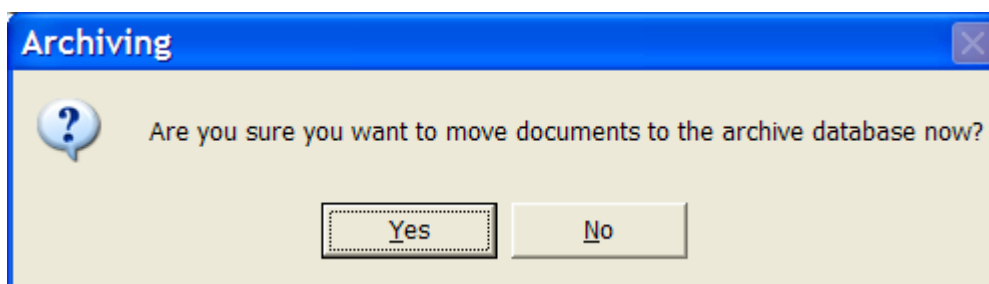 Archiving
Are you sure you want to move documents to the archive database now?
Yes No